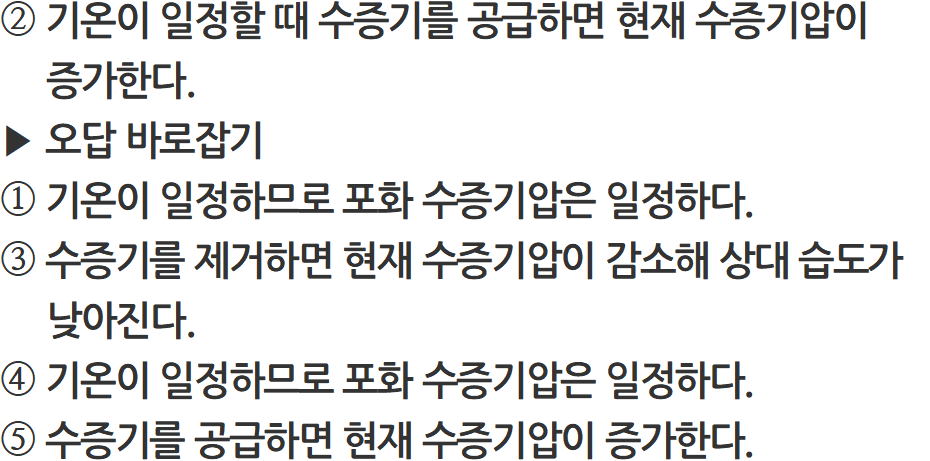 ② 기온이 일정할 때 수증기를 공급하면 현재 수증기압이
증가한다.
▶ 오답 바로잡기
① 기온이 일정하므로 포화 수증기압은 일정하다.
③ 수증기를 제거하면 현재 수증기압이 감소해 상대 습도가
낮아진다.
④ 기온이 일정하므로 포화 수증기압은 일정하다.
⑤ 수증기를 공급하면 현재 수증기압이 증가한다.